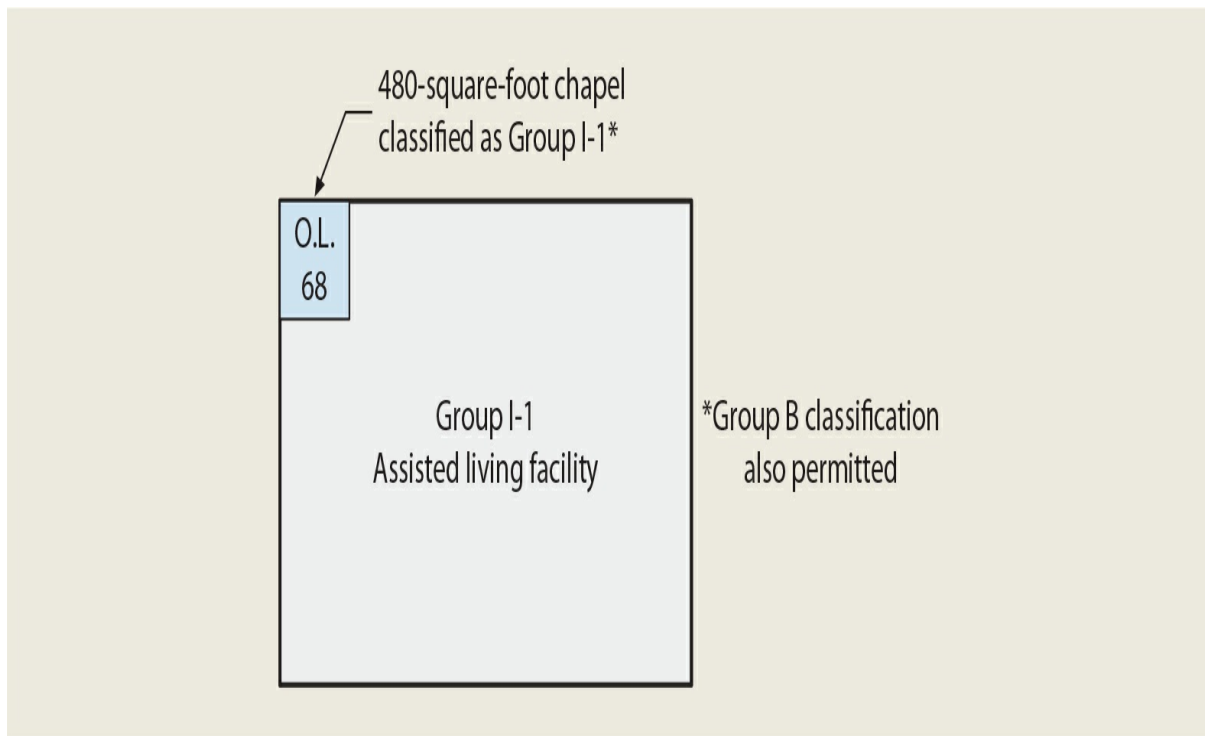 480-square-foot chapel
classified as Group I-1*
O.L.
68
Group I-1
Assisted living facility
*Group B classification
also permitted